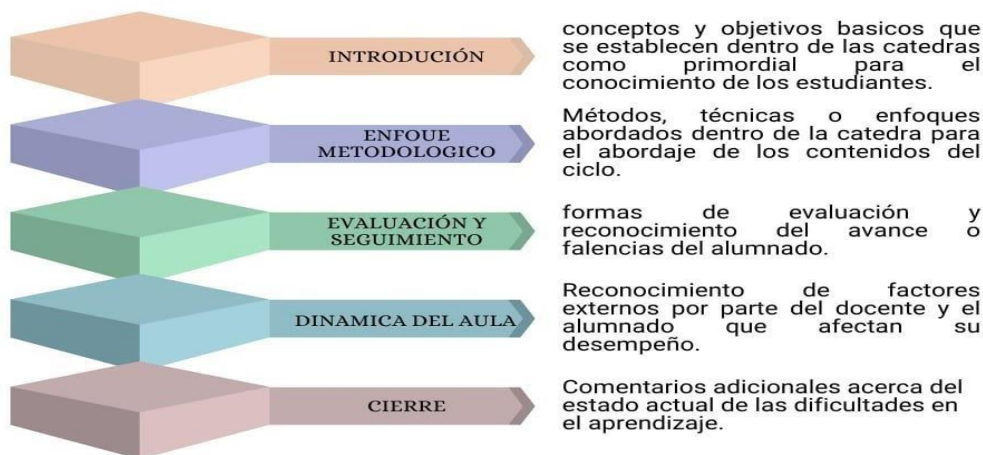 INTRODUCIÓN
conceptos y objetivos basicos que
se establecen dentro de las catedras
como primordial para el
conocimiento de los estudiantes.
ENFOUE
METODOLOGICO
Métodos, técnicas o enfoques
abordados dentro de la catedra para
el abordaje de los contenidos del
ciclo.
EVALUACIÓN Y
SEGUIMIENTO
formas de evaluación y
reconocimiento del avance o
falencias del alumnado.
DINAMICA DEL AULA
Reconocimiento de factores
externos por parte del docente y el
alumnado que afectan su
desempeño.
CIERRE
Comentarios adicionales acerca del
estado actual de las dificultades en
el aprendizaje.